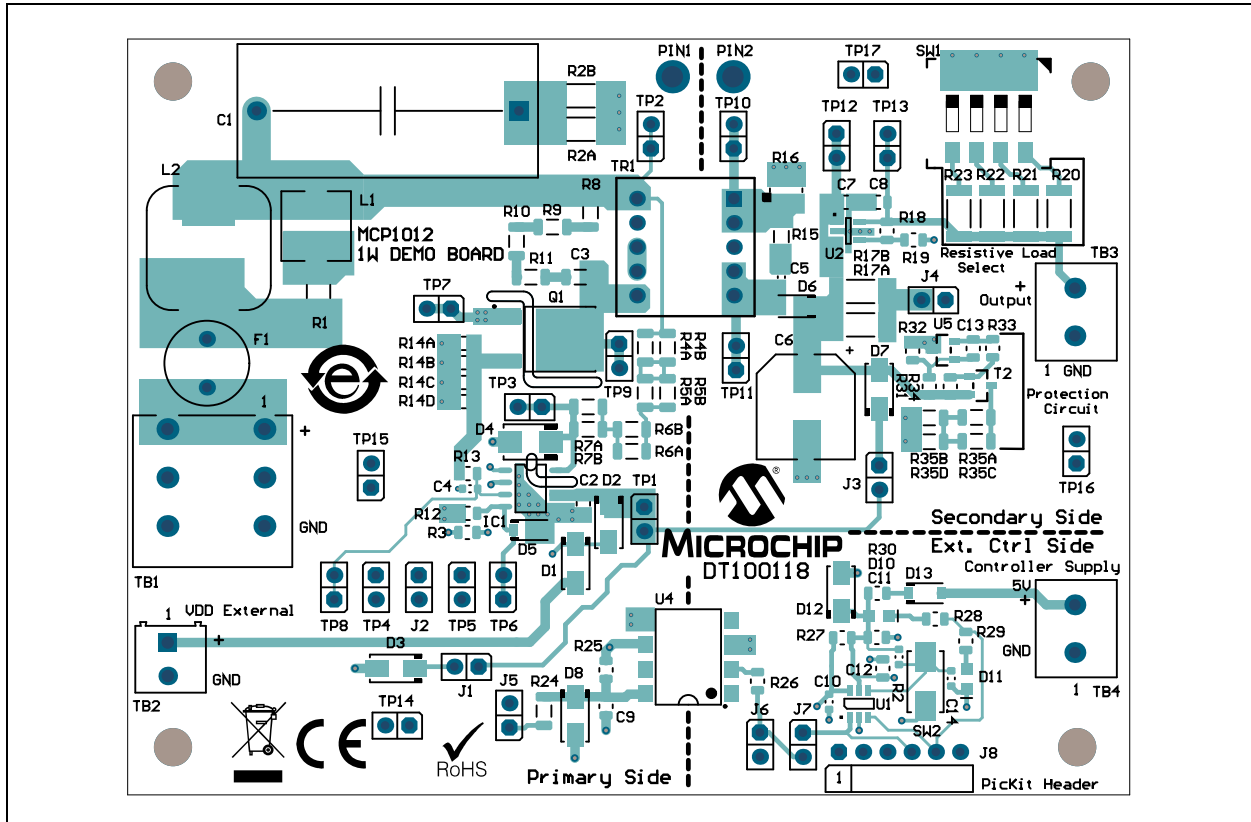 PIN1 PIN2
TP17
SW1
R2B
C1
TP2
TP10
TP12 TP13
R2A
L2
TR1
R16
R8
C7 C8
R23 R22 R21 R20
L1
R10 R9
MCP1012
1W DEMO BOARD
R15
R18
U2
R19
R17B
R17A
Resistive Load
Select
TB3
R11 C3
C5
D6
J4
+
Output
TP7
Q1
R1
F1
C6
+
U5 C13 R33
R32
R14A
R14B
R14C
R14D
R4B
R4A
D7
1 GND
TP9
R5B
R5A
TP11
T2
TP3
R34
R31
Protection
Circuit
1
+
D4
TP15
R6B
R6A
R7A
R7B
R35B R35A
R35D R35C
R13
C4
C2 D2 TP1
J3
TP16
®
GND
R12
R3
IC1
D5
Secondary Side
MICROCHIP
DT100118
Ext. Ctrl Side
R30
D10
C11
Controller Supply
D13
5V
+
TB1
D1
U4
1 VDD External
+
TP8 TP4 J2 TP5 TP6
D12
R28
R27
R29
R25
D3
GND
TB2
GND
J1
J5
R24 D8
C9
R26
C10
C12
R2
D11
U1
C14
1
TB4
TP14
J6 J7
SW2
J8
CE
RoHS
Primary Side
1
PicKit Header